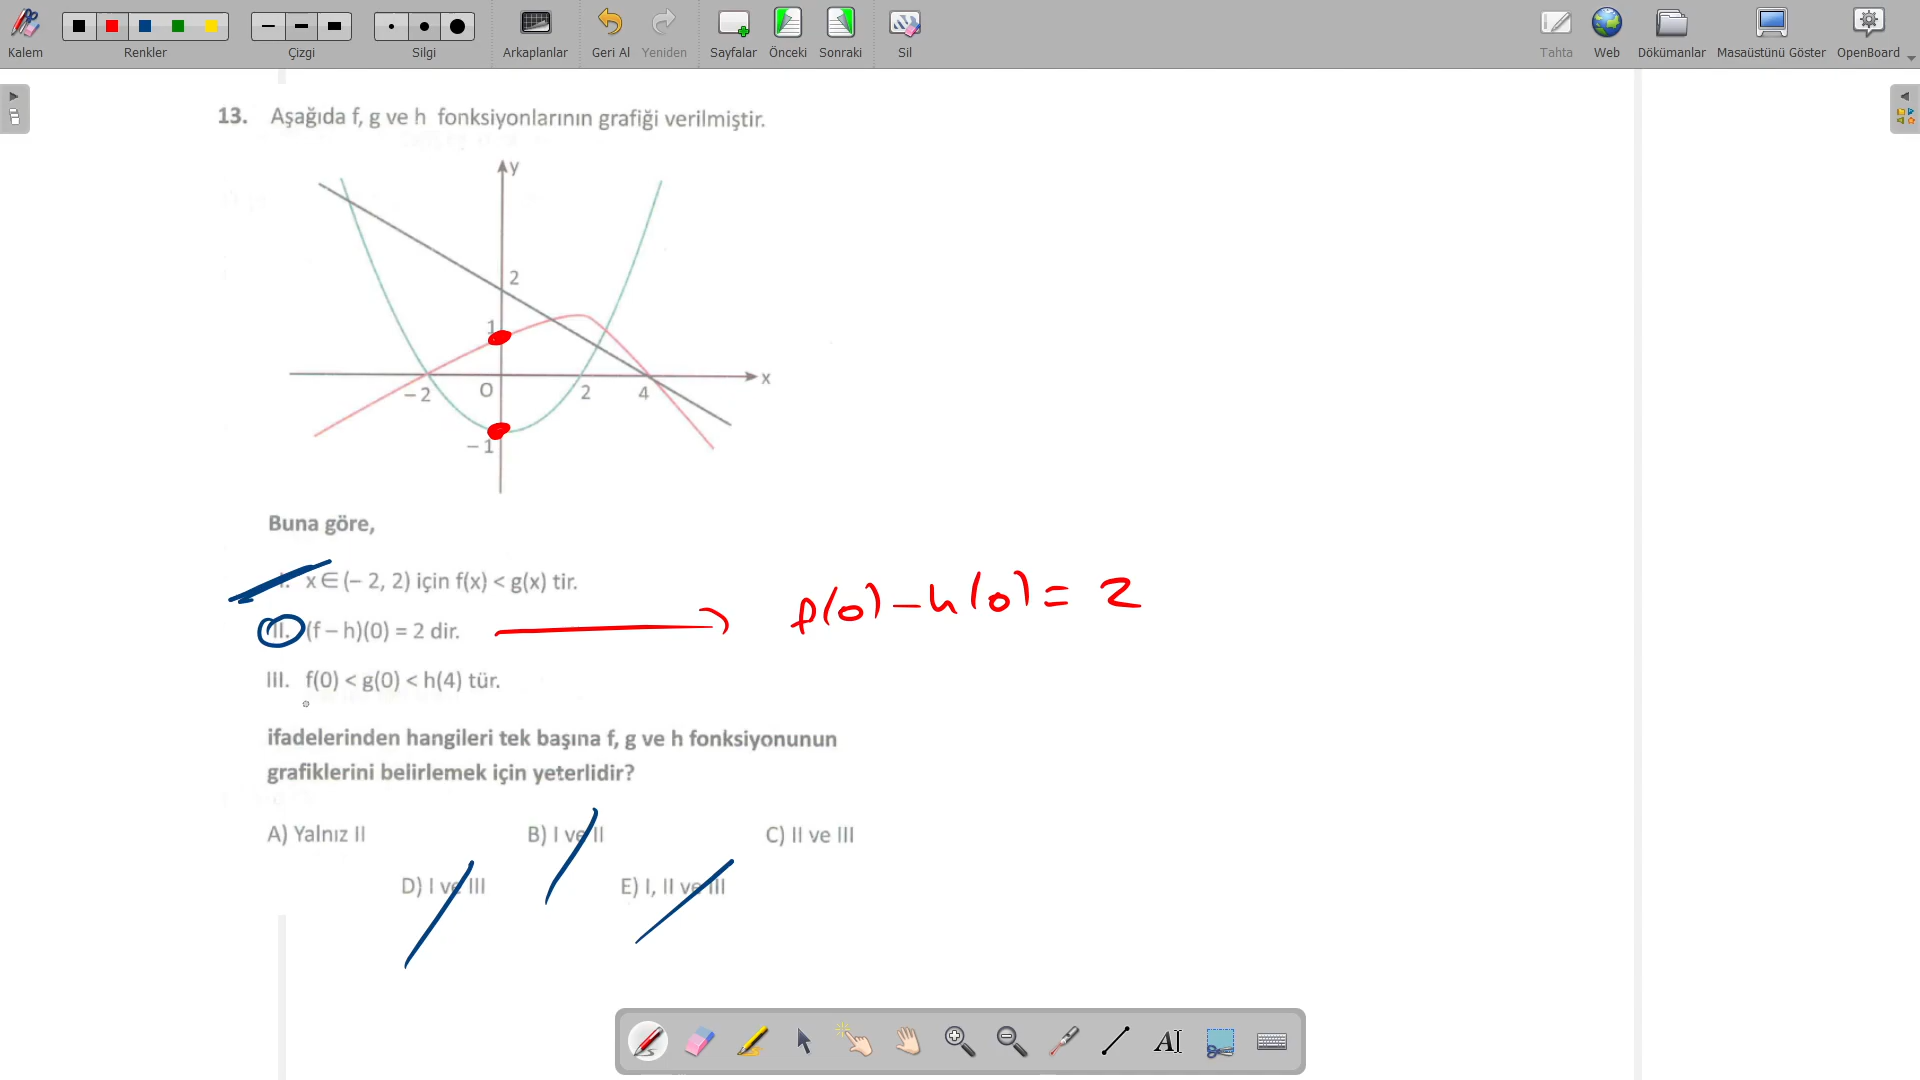 Kalem
Renkler
Çizgi
Silgi
Arkaplanlar
Geri Al
Yeniden
Sayfalar
Önceki
Sonraki
Sil
Tahta
Web
Dökümanlar
Masaüstünü Göster
OpenBoard
13. Aşağıda f, g ve h fonksiyonlarının grafiği verilmiştir.
y
2
1
x
– 2
O
2
4
– 1
Buna göre,
I. x ∈ (– 2, 2) için f(x) < g(x) tir.
II. (f – h)(0) = 2 dir.
f(0) – h(0) = 2
III. f(0) < g(0) < h(4) tür.
ifadelerinden hangileri tek başına f, g ve h fonksiyonunun
grafiklerini belirlemek için yeterlidir?
A) Yalnız II
B) I ve II
C) II ve III
D) I ve III
E) I, II ve III